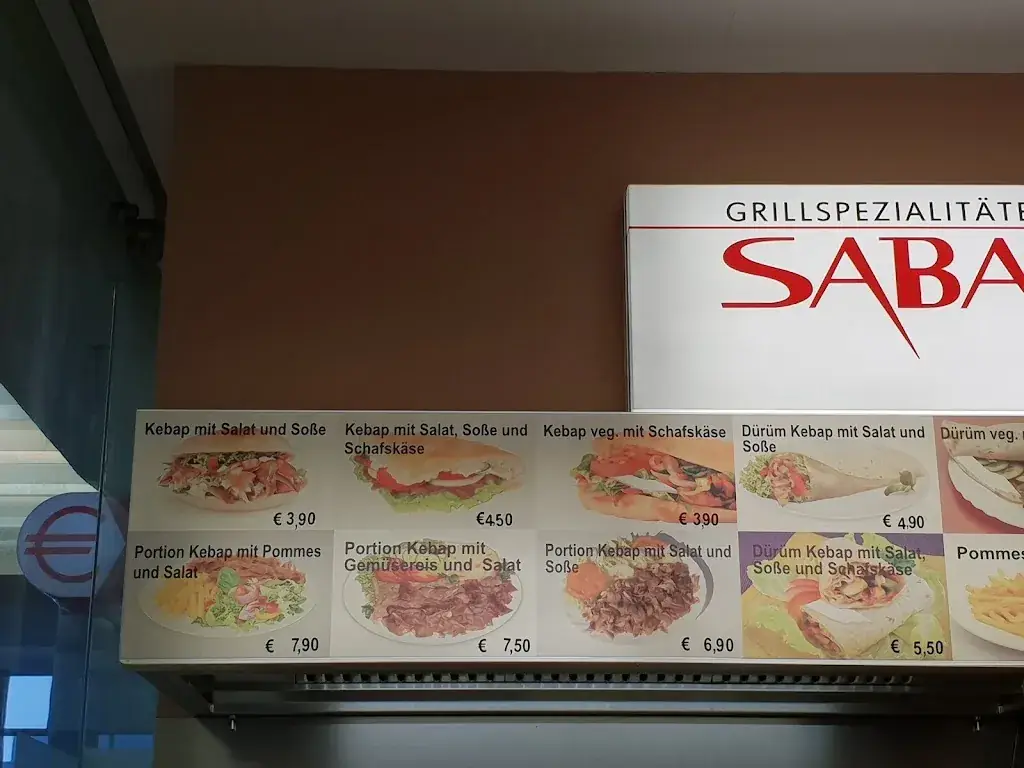 GRILLSPEZIALITÄTE
SABA
Kebap mit Salat und Soße
€ 3,90
Kebap mit Salat, Soße und
Schafskäse
€450
Kebap veg. mit Schafskäse
€ 3,90
Dürüm Kebap mit Salat und
Soße
€ 4,90
Dürüm veg.
Portion Kebap mit Pommes
und Salat
€ 7,90
Portion Kebap mit
Gemüsereis und Salat
€ 7,50
Portion Kebap mit Salat und
Soße
€ 6,90
Dürüm Kebap mit Salat,
Soße und Schafskäse
€ 5,50
Pommes
€